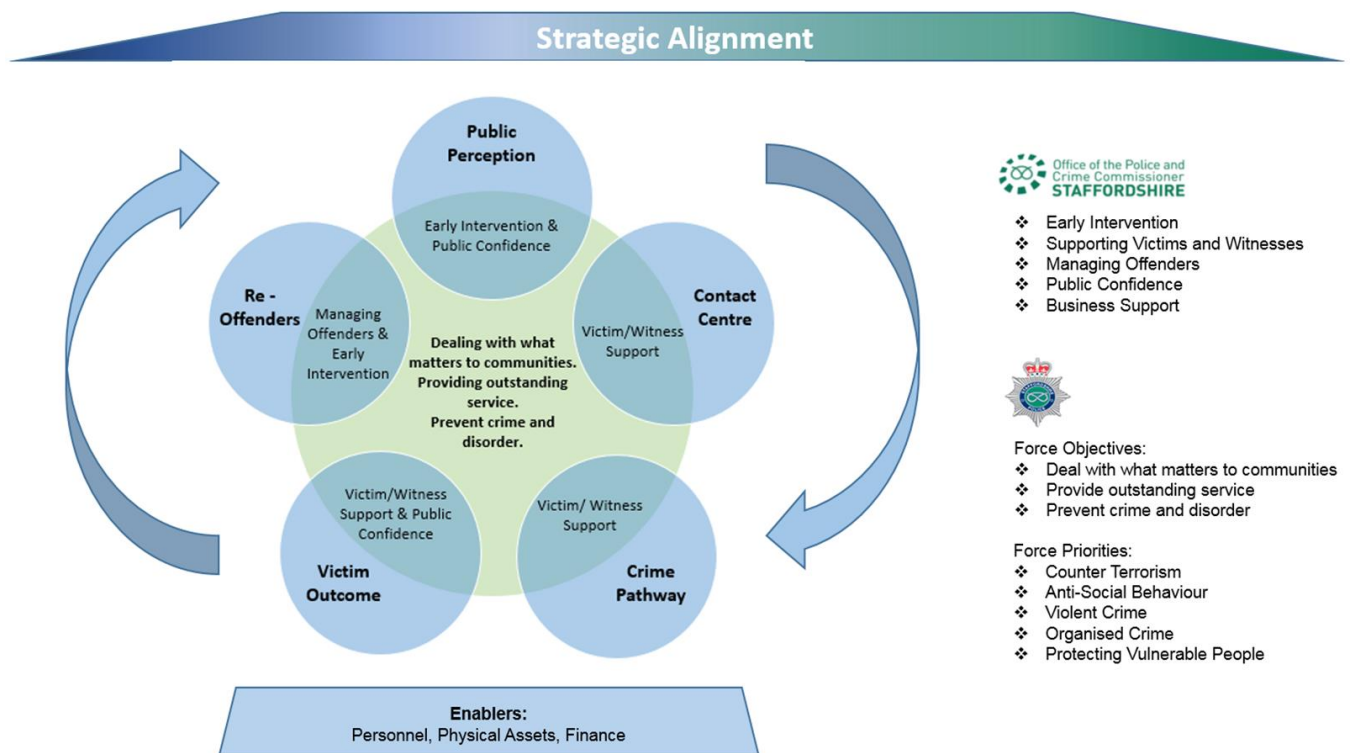 Strategic Alignment
Public
Perception
Early Intervention &
Public Confidence
Re -
Offenders
Managing
Offenders &
Early
Intervention
Contact
Centre
Victim/Witness
Support
Dealing with what
matters to communities.
Providing outstanding
service.
Prevent crime and
disorder.
Victim/Witness
Support & Public
Confidence
Victim
Outcome
Victim/ Witness
Support
Crime
Pathway
Enablers:
Personnel, Physical Assets, Finance
Office of the Police and
Crime Commissioner
STAFFORDSHIRE
❖ Early Intervention
❖ Supporting Victims and Witnesses
❖ Managing Offenders
❖ Public Confidence
❖ Business Support
Force Objectives:
❖ Deal with what matters to communities
❖ Provide outstanding service
❖ Prevent crime and disorder
Force Priorities:
❖ Counter Terrorism
❖ Anti-Social Behaviour
❖ Violent Crime
❖ Organised Crime
❖ Protecting Vulnerable People